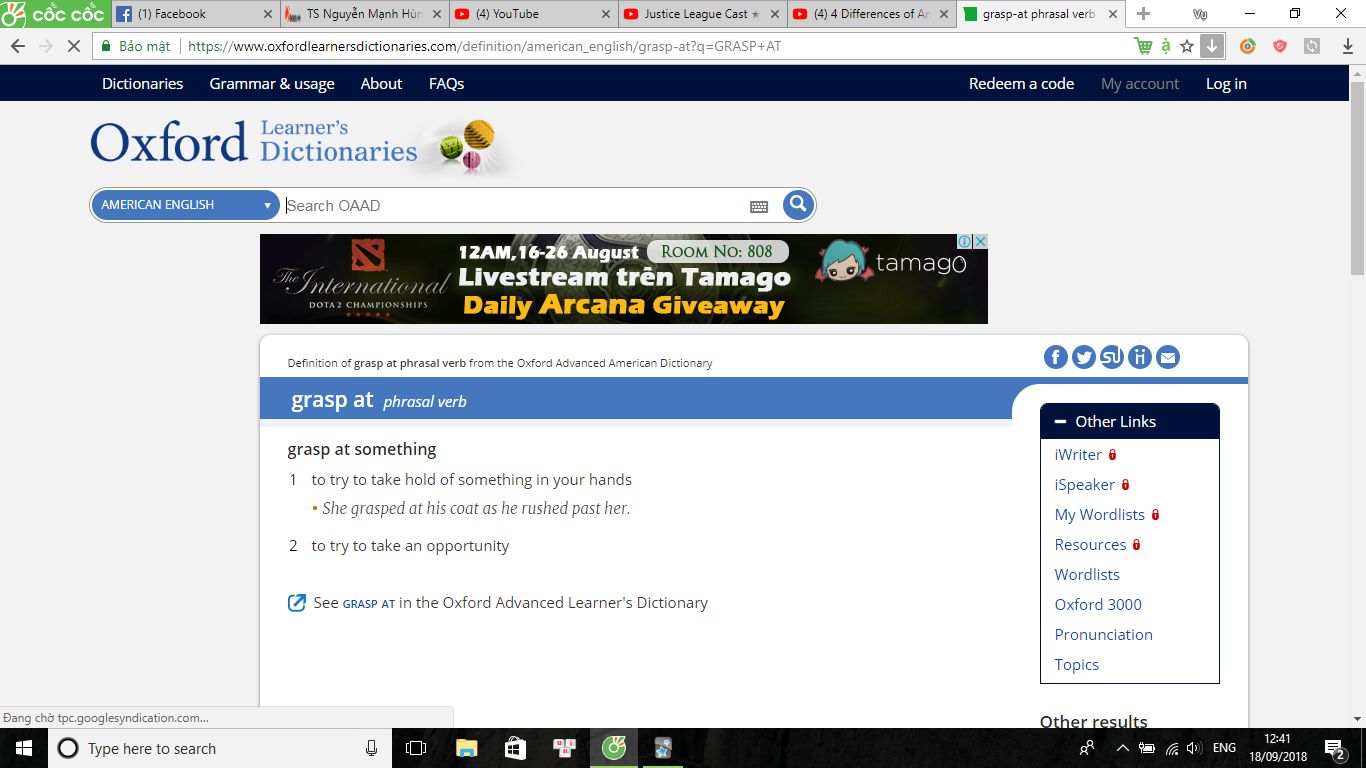 cốc cốc
(1) Facebook
TS Nguyễn Mạnh Hùn
(4) YouTube
Justice League Cast ★
(4) 4 Differences of An
grasp-at phrasal verb
Vụ
Bảo mật
https://www.oxfordlearnersdictionaries.com/definition/american_english/grasp-at?q=GRASP+AT
Dictionaries Grammar & usage About FAQs
Redeem a code My account Log in
Oxford Learner's Dictionaries
AMERICAN ENGLISH
Search OAAD
The International
DOTA 2 CHAMPIONSHIPS
12AM,16-26 August Room No: 808
Livestream trên Tamago
Daily Arcana Giveaway
tamago
Definition of grasp at phrasal verb from the Oxford Advanced American Dictionary
grasp at phrasal verb
grasp at something
1 to try to take hold of something in your hands
• She grasped at his coat as he rushed past her.
2 to try to take an opportunity
See GRASP AT in the Oxford Advanced Learner's Dictionary
Other Links
iWriter
iSpeaker
My Wordlists
Resources
Wordlists
Oxford 3000
Pronunciation
Topics
Other results
Đang chờ tpc.googlesyndication.com...
Type here to search
ENG
12:41
18/09/2018
2